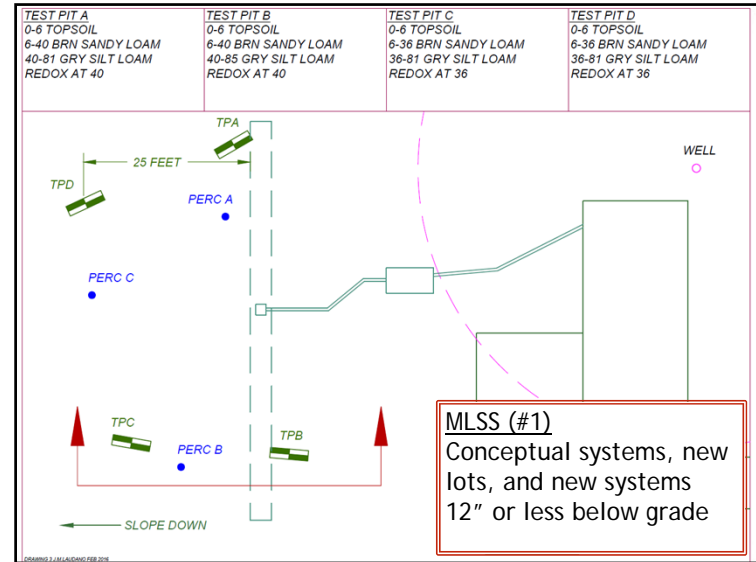 TEST PIT A
0-6 TOPSOIL
6-40 BRN SANDY LOAM
40-81 GRY SILT LOAM
REDOX AT 40
TEST PIT B
0-6 TOPSOIL
6-40 BRN SANDY LOAM
40-85 GRY SILT LOAM
REDOX AT 40
TEST PIT C
0-6 TOPSOIL
6-36 BRN SANDY LOAM
36-81 GRY SILT LOAM
REDOX AT 36
TEST PIT D
0-6 TOPSOIL
6-36 BRN SANDY LOAM
36-81 GRY SILT LOAM
REDOX AT 36
TPA
25 FEET
WELL
TPD
PERC A
PERC C
TPC
PERC B
TPB
SLOPE DOWN
MLSS (#1)
Conceptual systems, new
lots, and new systems
12" or less below grade
DRAWING 3 J.M.LAUDANO FEB 2016